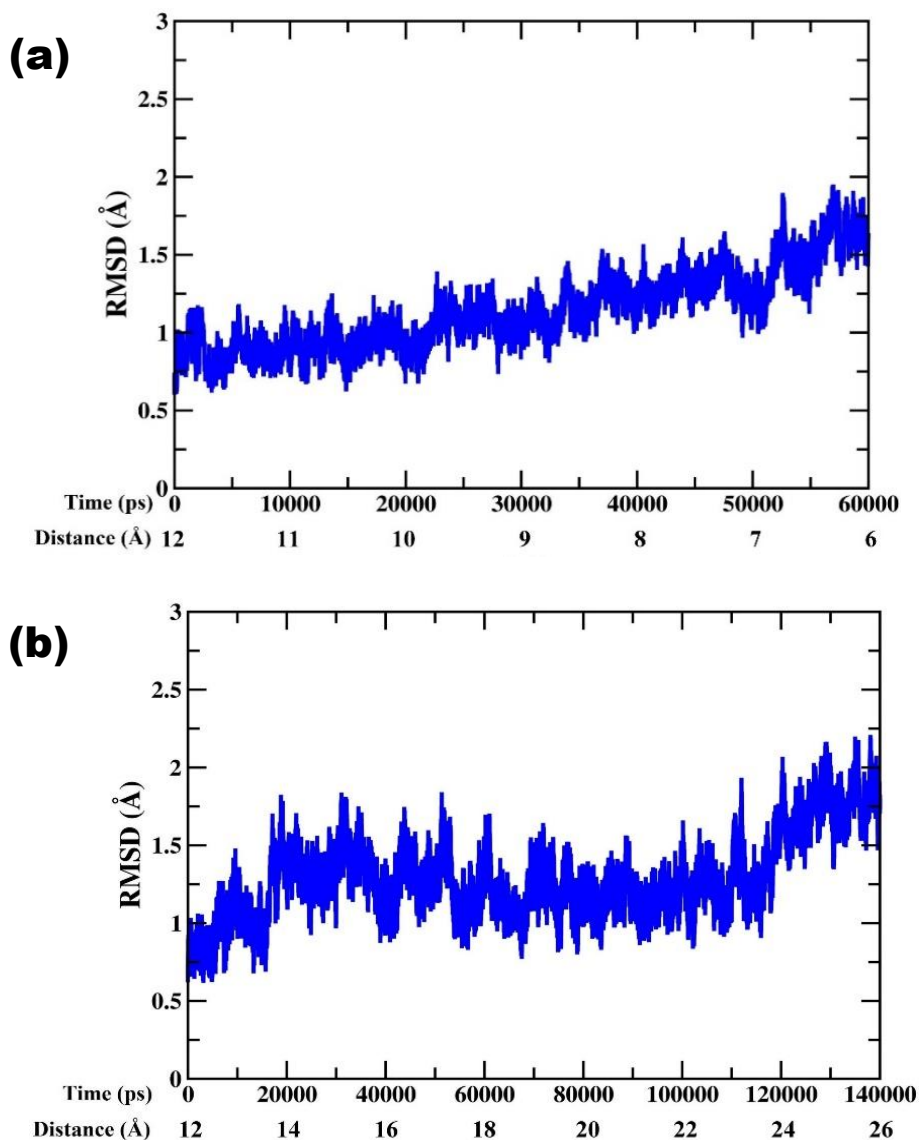 (a)
3
2.5
2
1.5
1
0.5
0
RMSD (Å)
Time (ps) 0 10000 20000 30000 40000 50000 60000
Distance (Å) 12 11 10 9 8 7 6
(b)
3
2.5
2
1.5
1
0.5
0
RMSD (Å)
Time (ps) 0 20000 40000 60000 80000 100000 120000 140000
Distance (Å) 12 14 16 18 20 22 24 26